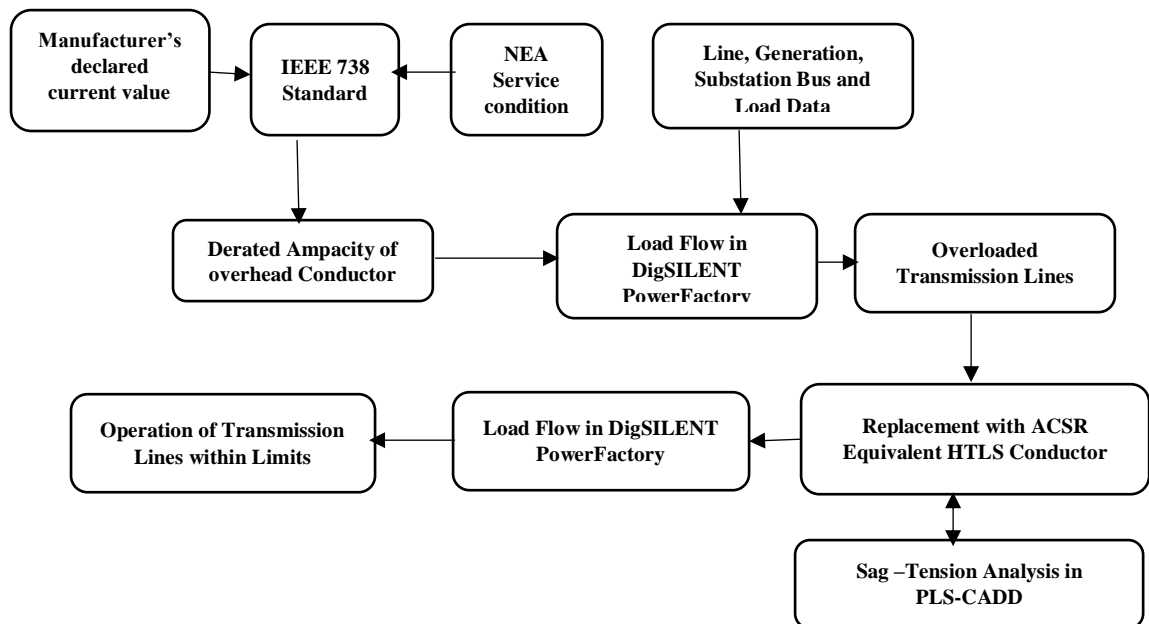 Manufacturer's
declared
current value
IEEE 738
Standard
NEA
Service
condition
Line, Generation,
Substation Bus and
Load Data
Derated Ampacity of
overhead Conductor
Load Flow in
DigSILENT
PowerFactory
Overloaded
Transmission Lines
Replacement with ACSR
Equivalent HTLS Conductor
Load Flow in DigSILENT
PowerFactory
Operation of Transmission
Lines within Limits
Sag –Tension Analysis in
PLS-CADD